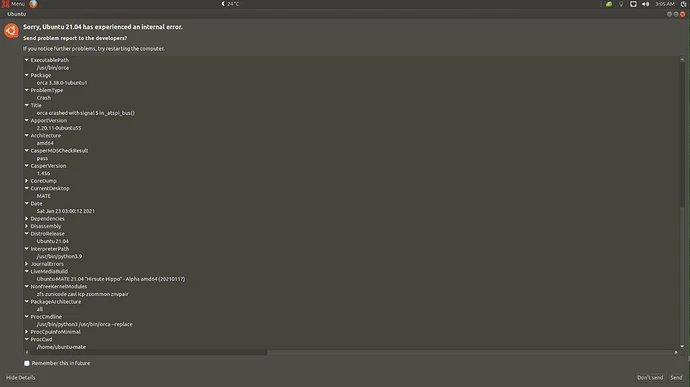 Menu
24°C
3:05 AM
Ubuntu
Sorry, Ubuntu 21.04 has experienced an internal error.
Send problem report to the developers?
If you notice further problems, try restarting the computer.
ExecutablePath
/usr/bin/orca
Package
orca 3.38.0-1ubuntu1
ProblemType
Crash
Title
orca crashed with signal 5 in _atspi_bus()
ApportVersion
2.20.11-0ubuntu55
Architecture
amd64
CasperMD5CheckResult
pass
CasperVersion
1.456
CoreDump
CurrentDesktop
MATE
Date
Sat Jan 23 03:00:12 2021
Dependencies
Disassembly
DistroRelease
Ubuntu 21.04
InterpreterPath
/usr/bin/python3.9
JournalErrors
LiveMediaBuild
Ubuntu-MATE 21.04 "Hirsute Hippo" - Alpha amd64 (20210117)
NonfreeKernelModules
zfs zunicode zavl icp zcommon znvpair
PackageArchitecture
all
ProcCmdline
/usr/bin/python3 /usr/bin/orca --replace
ProcCpuinfoMinimal
ProcCwd
/home/ubuntu-mate
Remember this in future
Hide Details
Don't send
Send